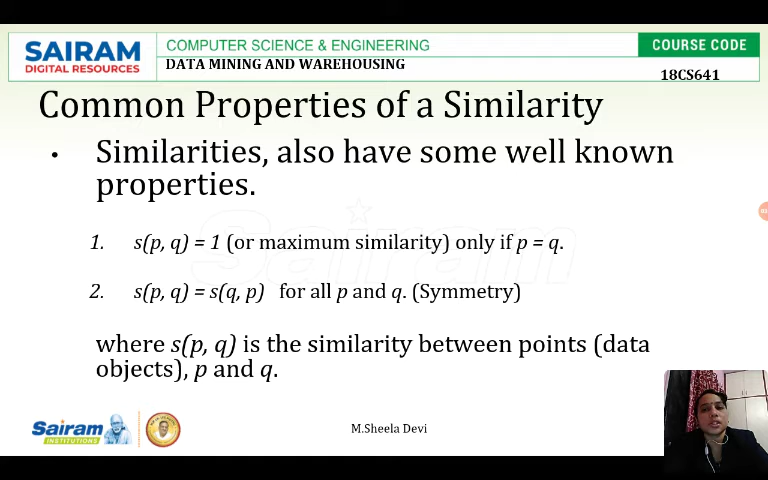 SAIRAM
DIGITAL RESOURCES
COMPUTER SCIENCE & ENGINEERING
COURSE CODE
DATA MINING AND WAREHOUSING
18CS641
Common Properties of a Similarity
• Similarities, also have some well known
properties.
1. s(p, q) = 1 (or maximum similarity) only if p = q.
2. s(p, q) = s(q, p) for all p and q. (Symmetry)
where s(p, q) is the similarity between points (data
objects), p and q.
Sairam
Sairam
INSTITUTIONS
M.Sheela Devi